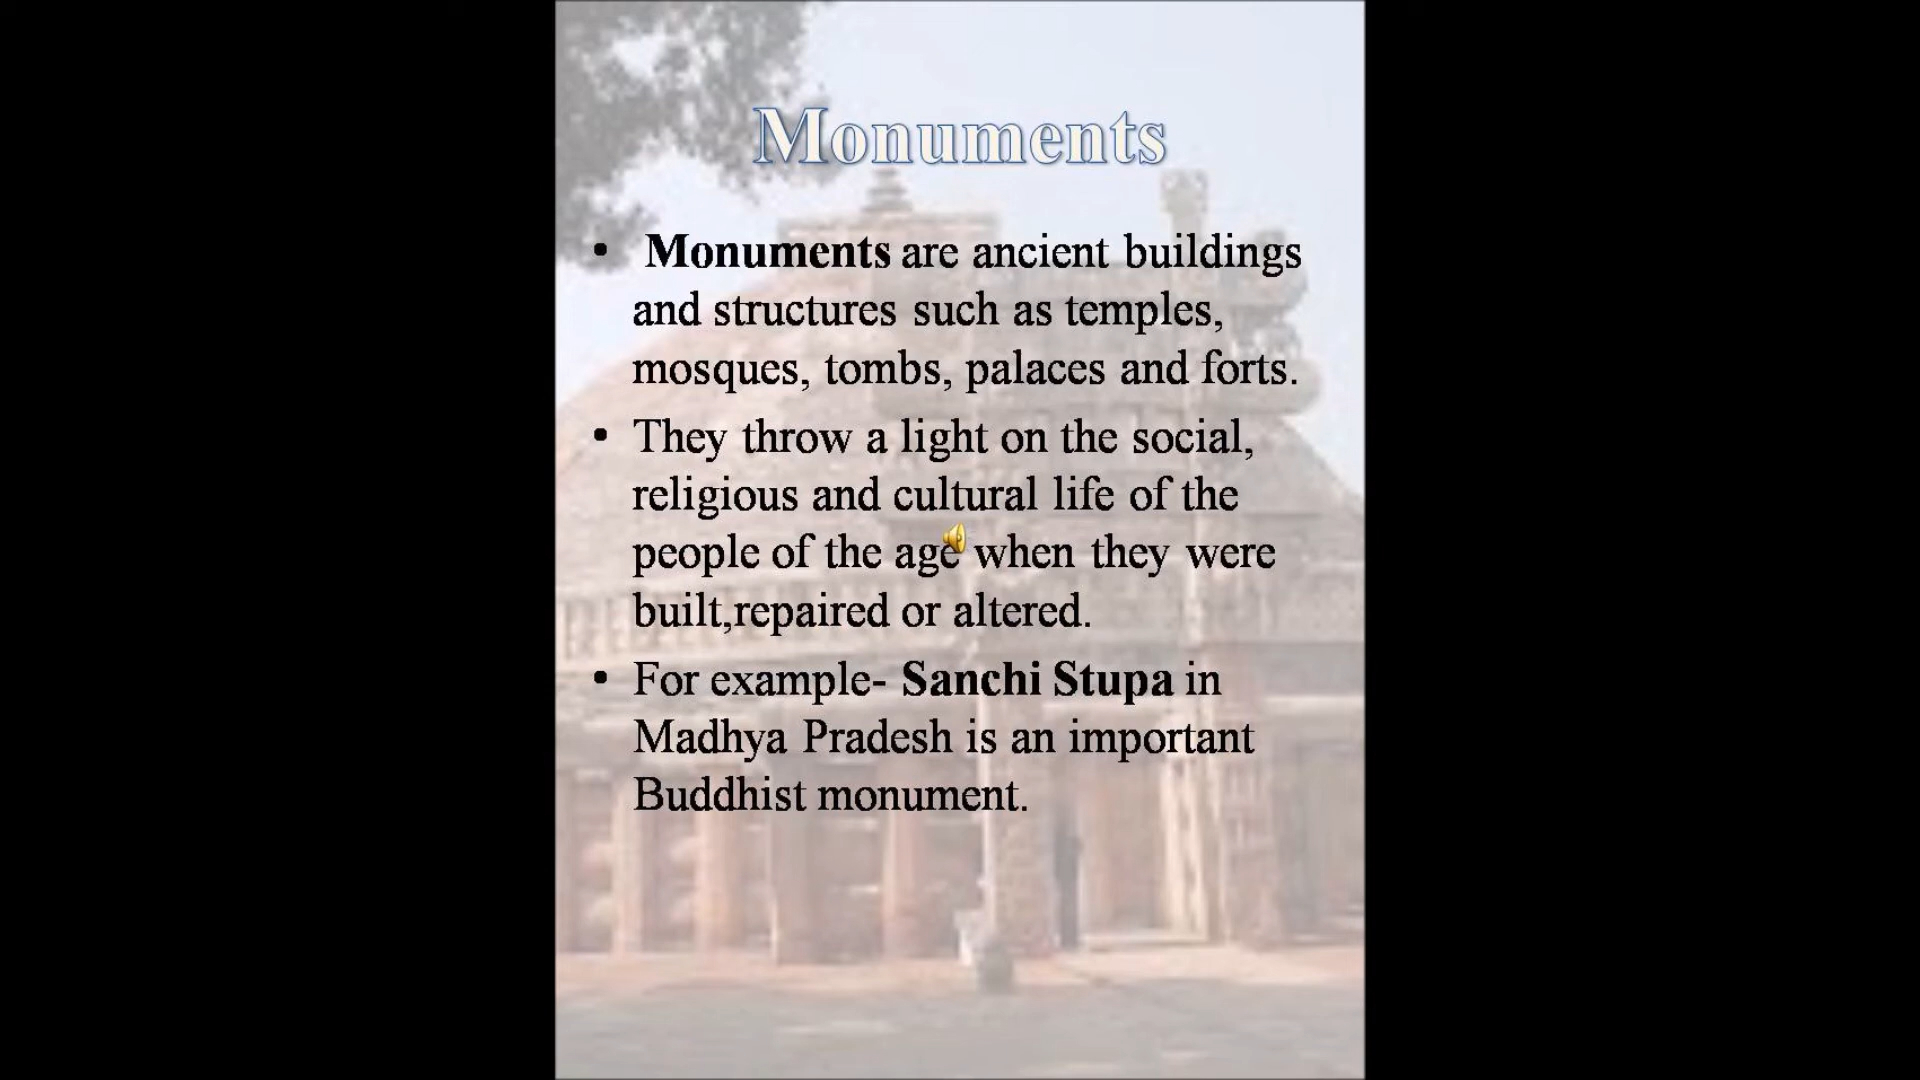 Monuments
• Monuments are ancient buildings
and structures such as temples,
mosques, tombs, palaces and forts.
• They throw a light on the social,
religious and cultural life of the
people of the age when they were
built,repaired or altered.
• For example- Sanchi Stupa in
Madhya Pradesh is an important
Buddhist monument.